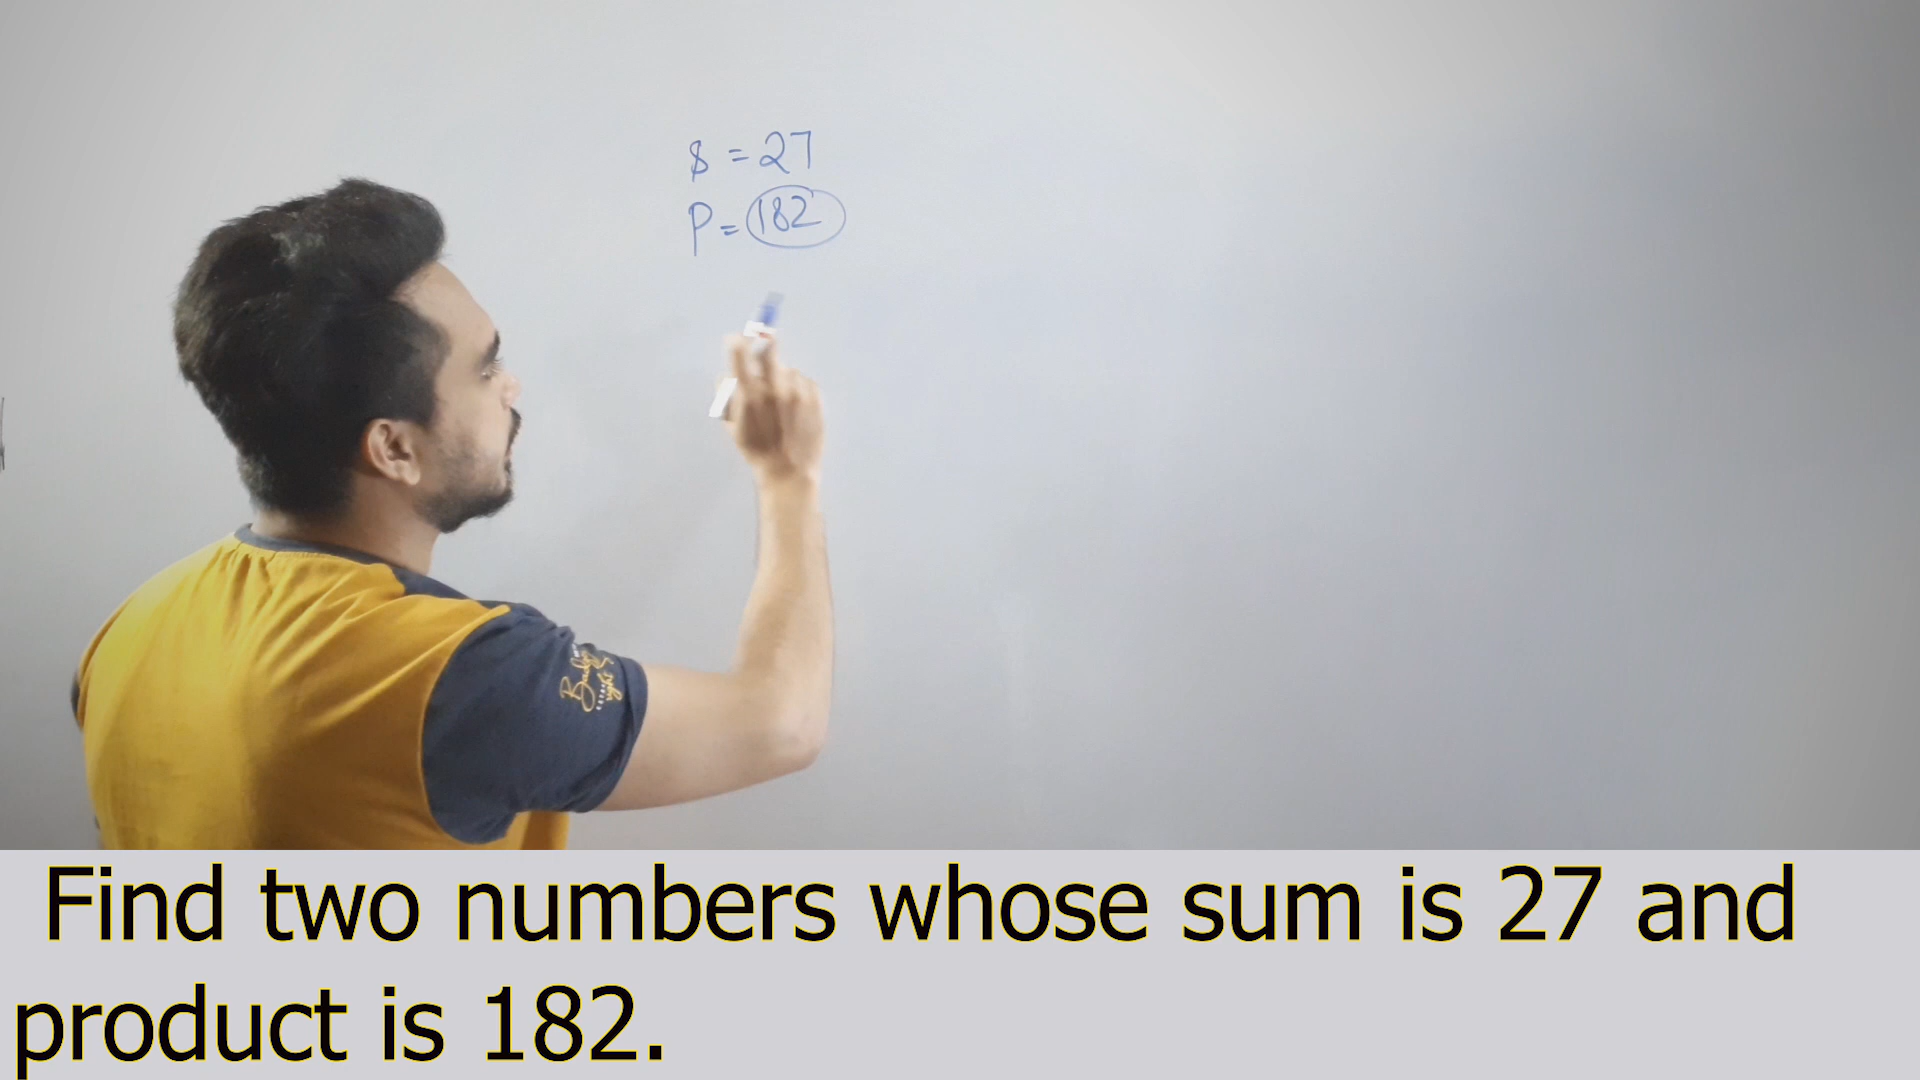 S = 27
P = 182
Find two numbers whose sum is 27 and
product is 182.